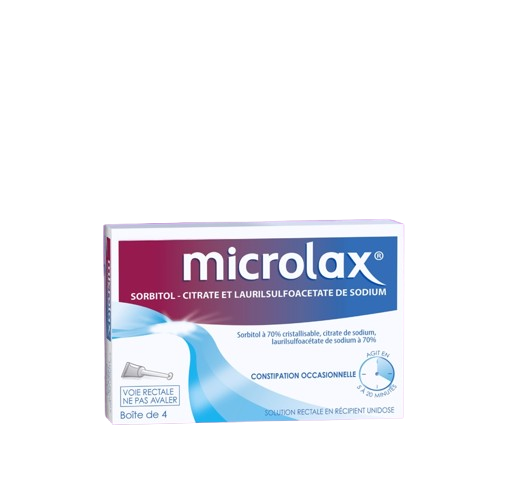 microlax®
SORBITOL - CITRATE ET LAURILSULFOACETATE DE SODIUM
Sorbitol à 70% cristallisable, citrate de sodium,
laurilsulfoacétate de sodium à 70%
AGIT EN
5 A 20 MINUTES
CONSTIPATION OCCASIONNELLE
VOIE RECTALE
NE PAS AVALER
Boîte de 4
SOLUTION RECTALE EN RÉCIPIENT UNIDOSE
microlax